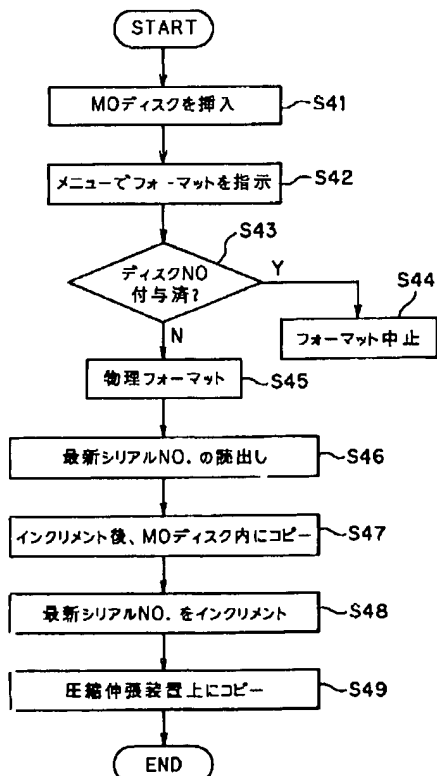 START
MOディスクを挿入
S41
メニューでフォーマットを指示
S42
S43
ディスクNO
付与済?
Y
S44
フォーマット中止
N
物理フォーマット
S45
最新シリアルNO.の読出し
S46
インクリメント後、MOディスク内にコピー
S47
最新シリアルNO.をインクリメント
S48
圧縮伸張装置上にコピー
S49
END